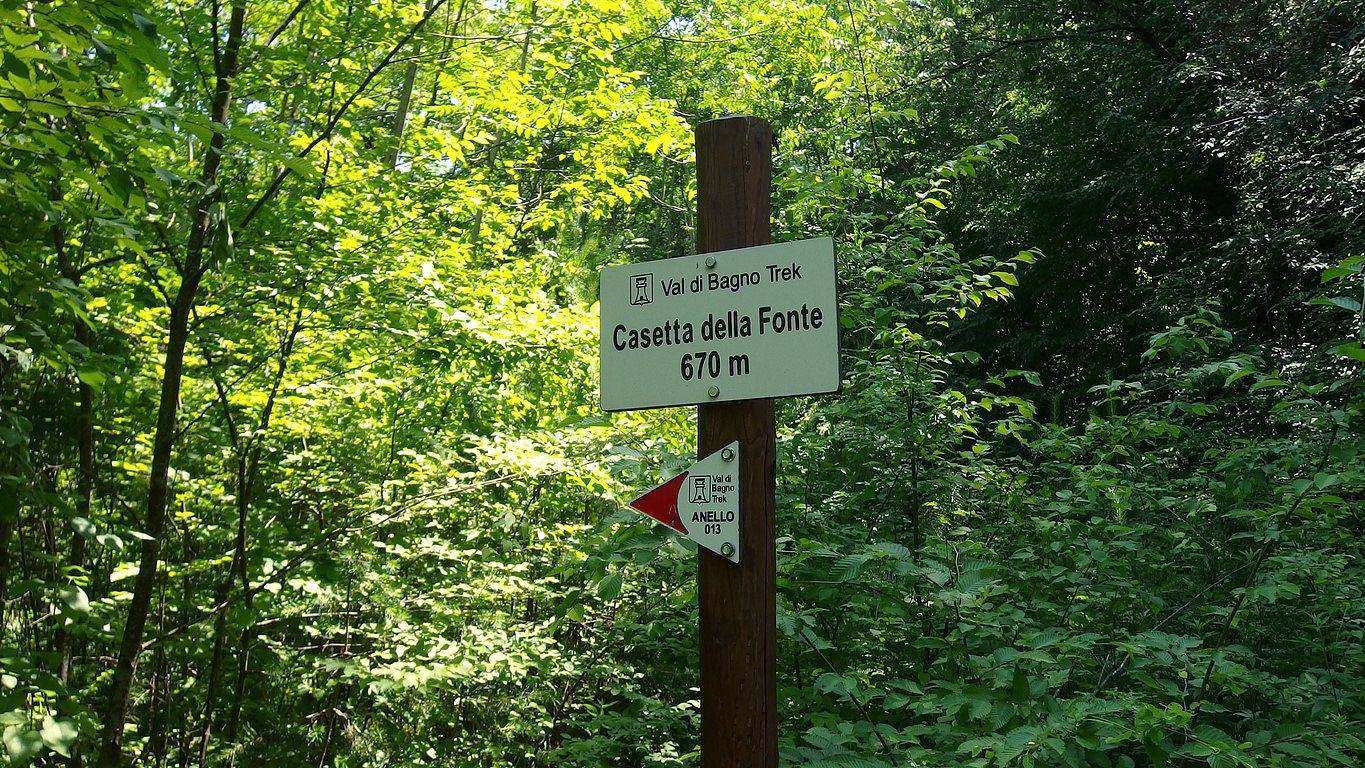 Val di Bagno Trek
Casetta della Fonte
670 m
Val di
Bagno
Trek
ANELLO
013